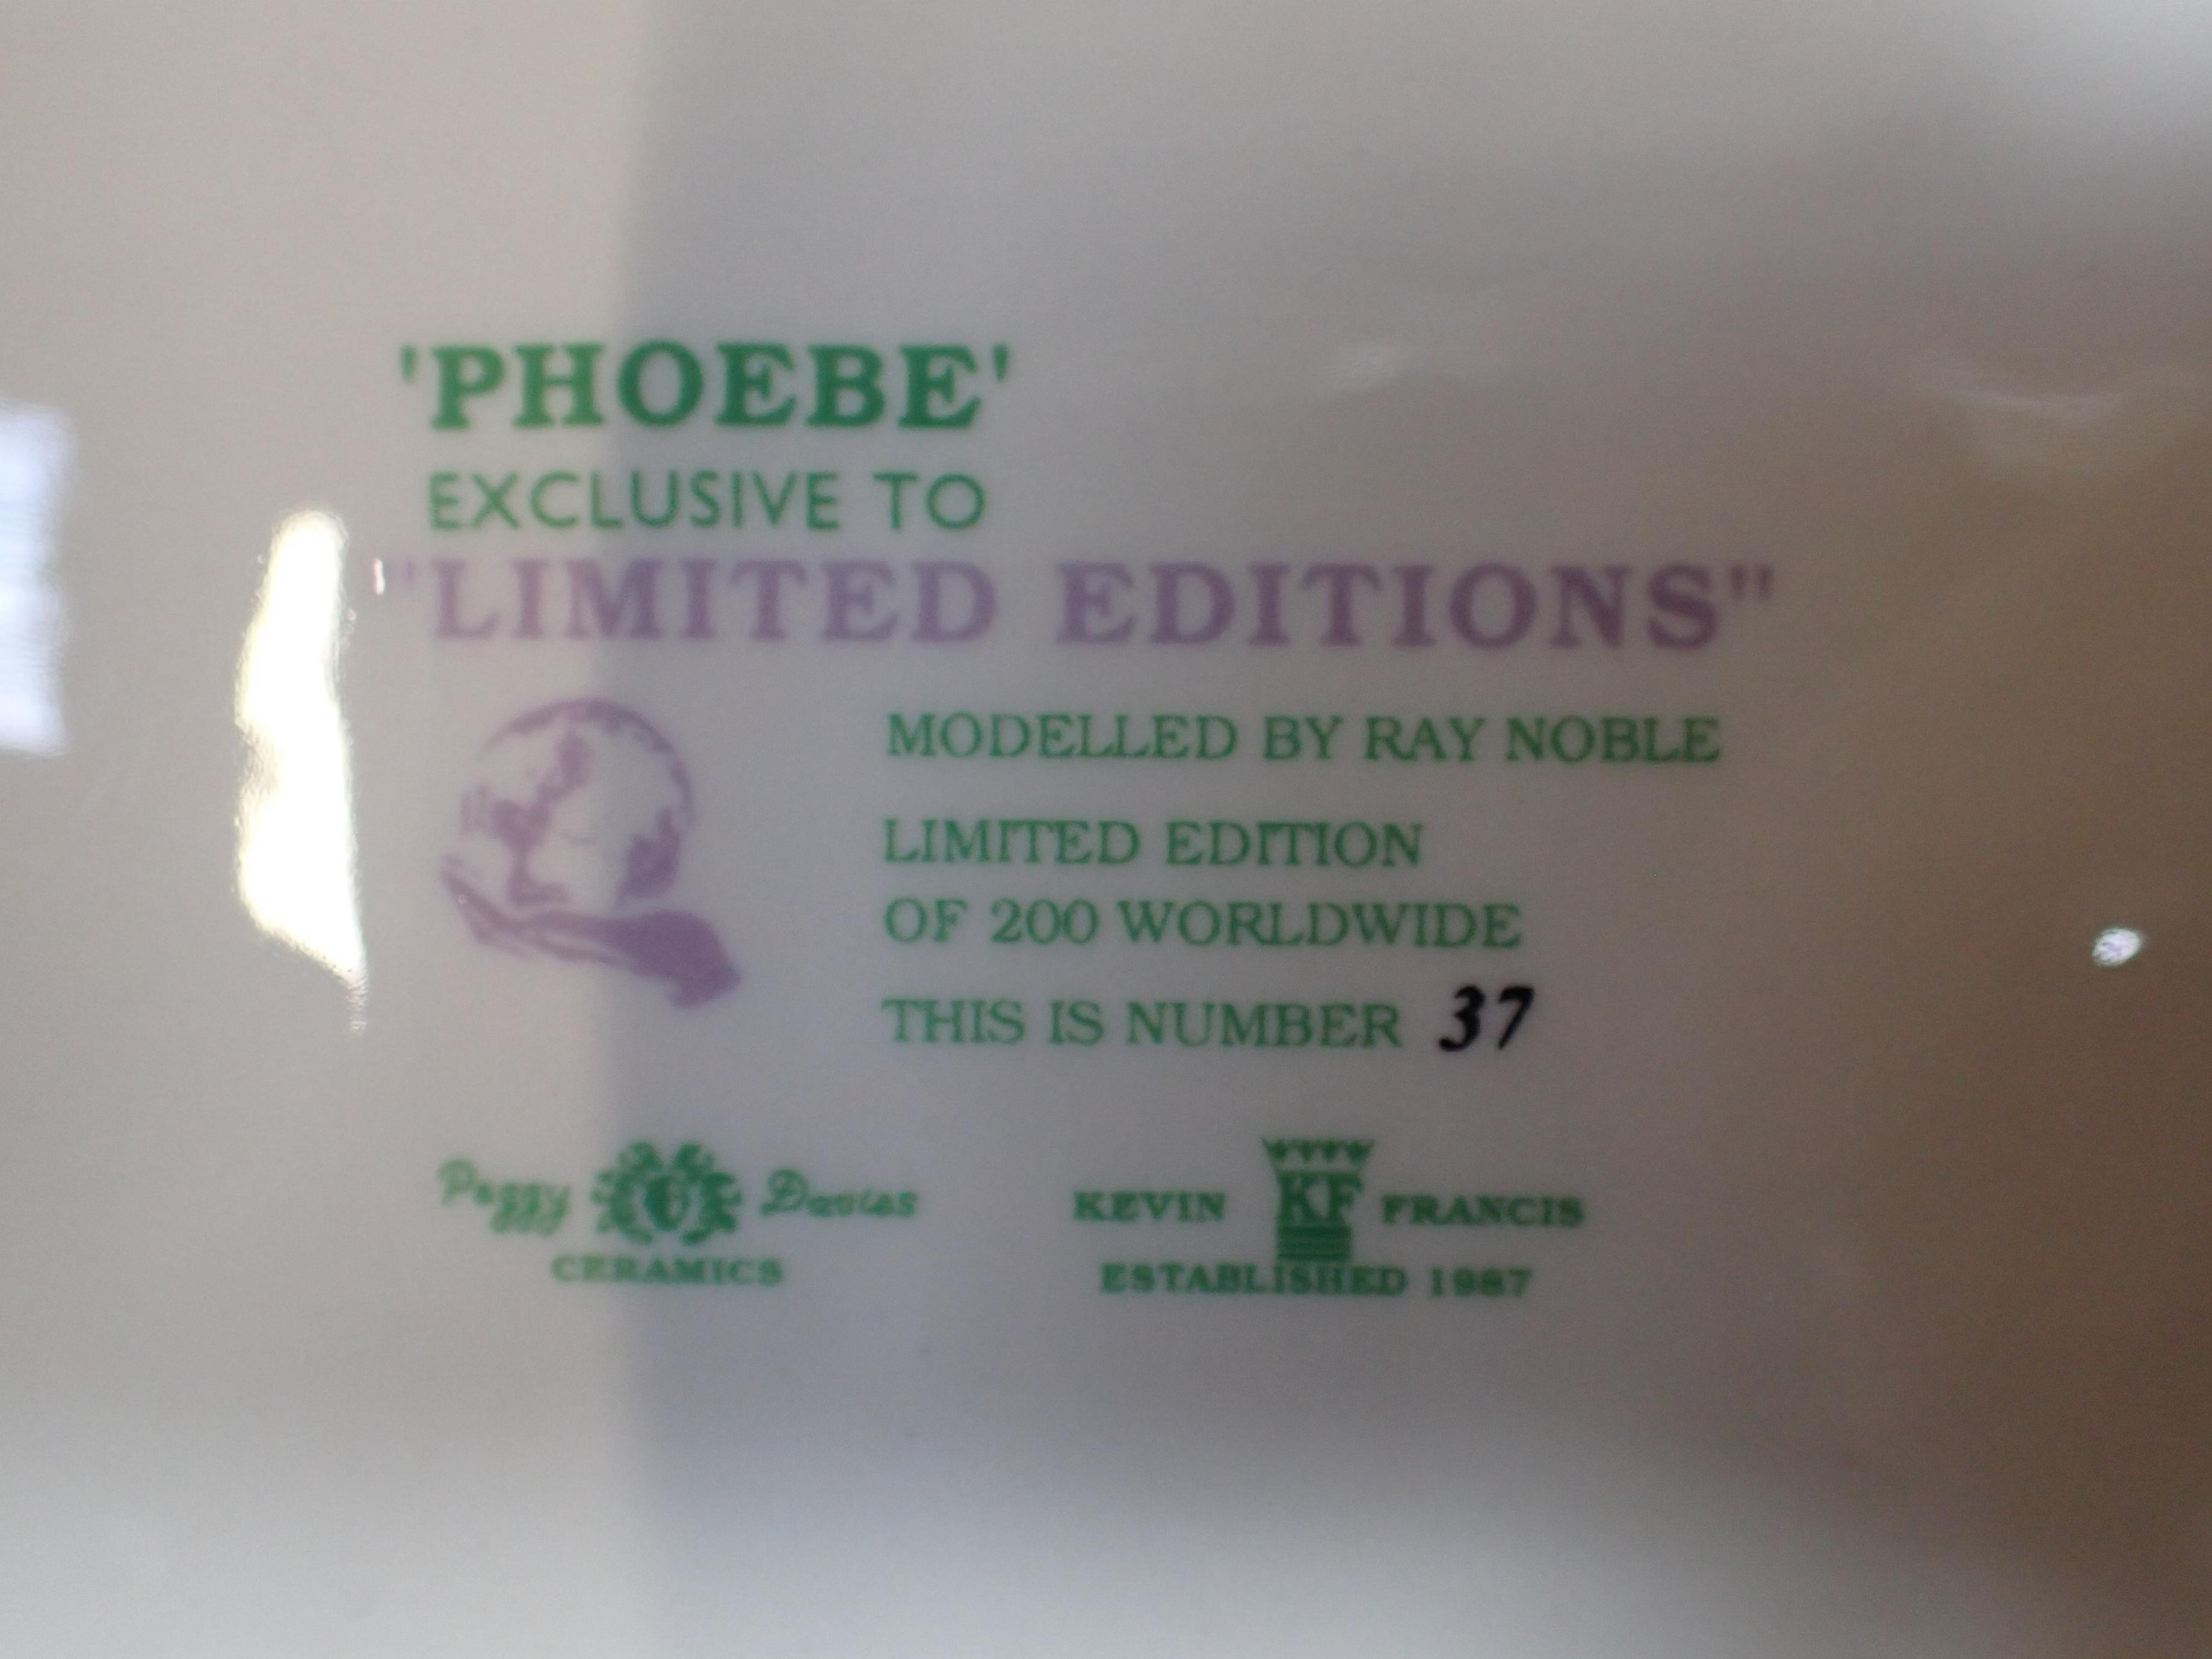 'PHOEBE'
EXCLUSIVE TO
"LIMITED EDITIONS"
MODELLED BY RAY NOBLE
LIMITED EDITION
OF 200 WORLDWIDE
THIS IS NUMBER 37
Peggy Davies
CERAMICS
KEVIN KF FRANCIS
ESTABLISHED 1987